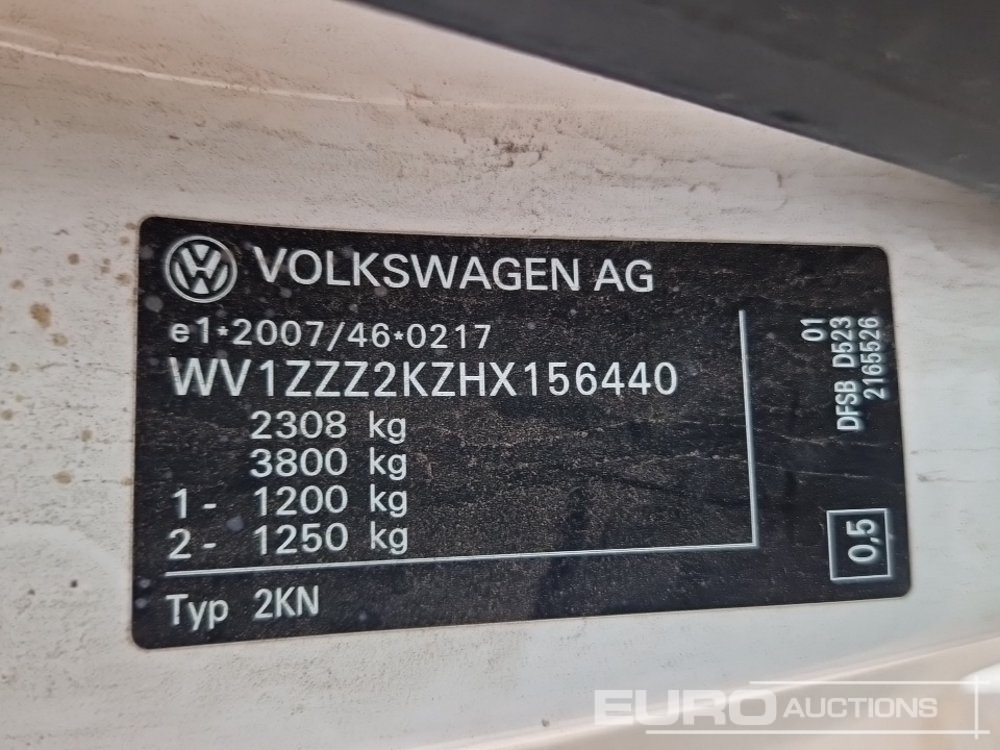 VOLKSWAGEN AG
e1*2007/46*0217
WV1ZZZ2KZHX156440
2308 kg
3800 kg
1- 1200 kg
2- 1250 kg
Typ 2KN
01
DFSB D523
2165526
0,5
EURO AUCTIONS